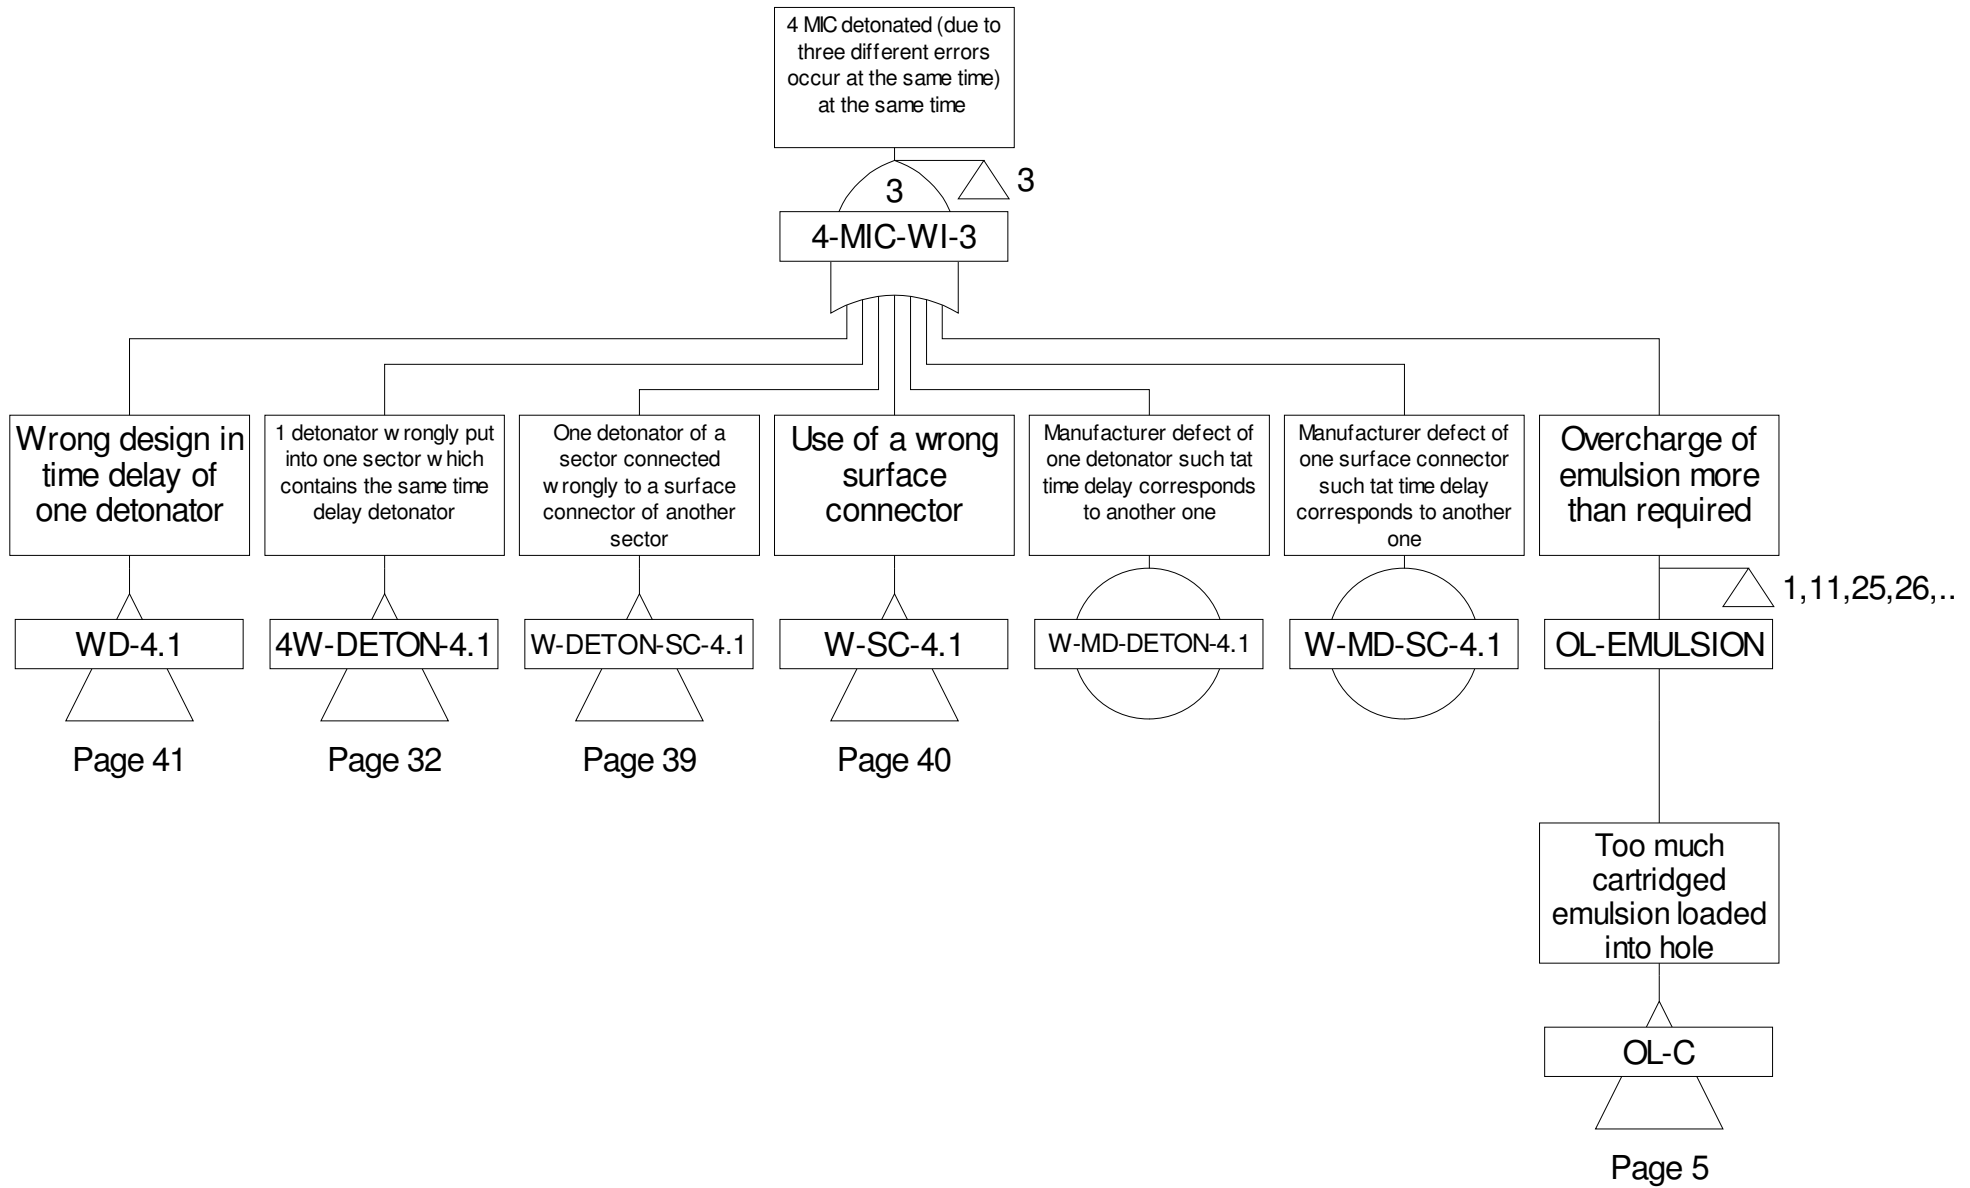 4 MIC detonated (due to
three different errors
occur at the same time)
at the same time
3
3
4-MIC-WI-3
Wrong design in
time delay of
one detonator
1 detonator wrongly put
into one sector which
contains the same time
delay detonator
One detonator of a
sector connected
wrongly to a surface
connector of another
sector
Use of a wrong
surface
connector
Manufacturer defect of
one detonator such tat
time delay corresponds
to another one
Manufacturer defect of
one surface connector
such tat time delay
corresponds to another
one
Overcharge of
emulsion more
than required
1,11,25,26,..
WD-4.1
4W-DETON-4.1
W-DETON-SC-4.1
W-SC-4.1
W-MD-DETON-4.1
W-MD-SC-4.1
OL-EMULSION
Page 41
Page 32
Page 39
Page 40
Too much
cartridged
emulsion loaded
into hole
OL-C
Page 5